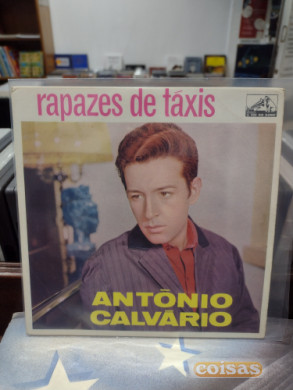 rapazes de táxis
ANTÓNIO
CALVÁRIO
coisas